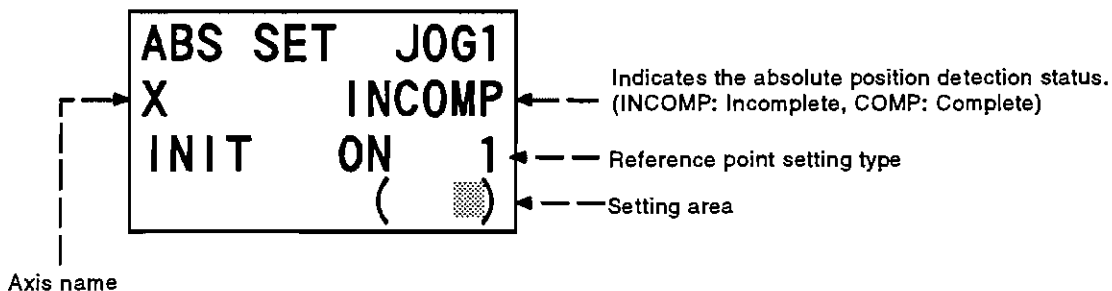 ABS SET JOG1
X INCOMP
INIT ON 1
( )
Indicates the absolute position detection status.
(INCOMP: Incomplete, COMP: Complete)
Reference point setting type
Setting area
Axis name